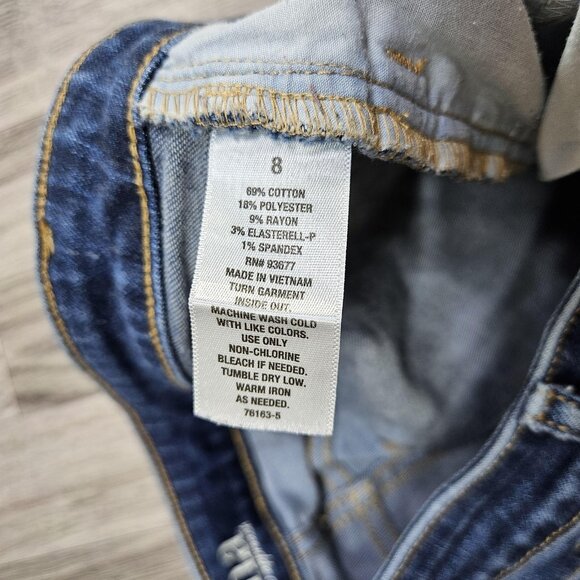 8
69% COTTON
18% POLYESTER
9% RAYON
3% ELASTERELL-P
1% SPANDEX
RN# 93677
MADE IN VIETNAM
TURN GARMENT
INSIDE OUT.
MACHINE WASH COLD
WITH LIKE COLORS.
USE ONLY
NON-CHLORINE
BLEACH IF NEEDED.
TUMBLE DRY LOW.
WARM IRON
AS NEEDED.
76163-5